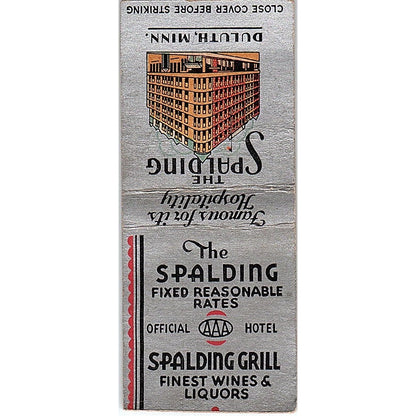 CLOSE COVER BEFORE STRIKING
DULUTH, MINN.
THE
SPALDING
Famous for its
Hospitality
The
SPALDING
FIXED REASONABLE
RATES
OFFICIAL AAA HOTEL
SPALDING GRILL
FINEST WINES &
LIQUORS